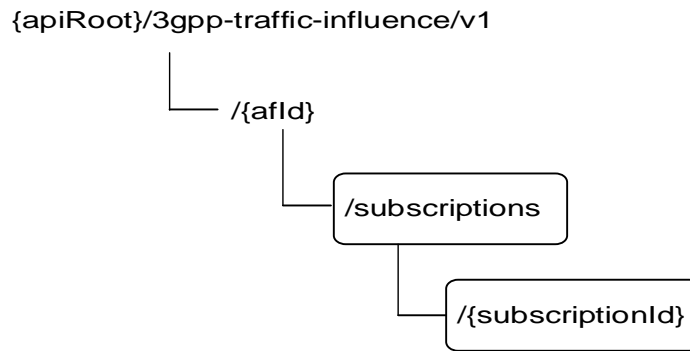 {apiRoot}/3gpp-traffic-influence/v1
/{afId}
/subscriptions
/{subscriptionId}